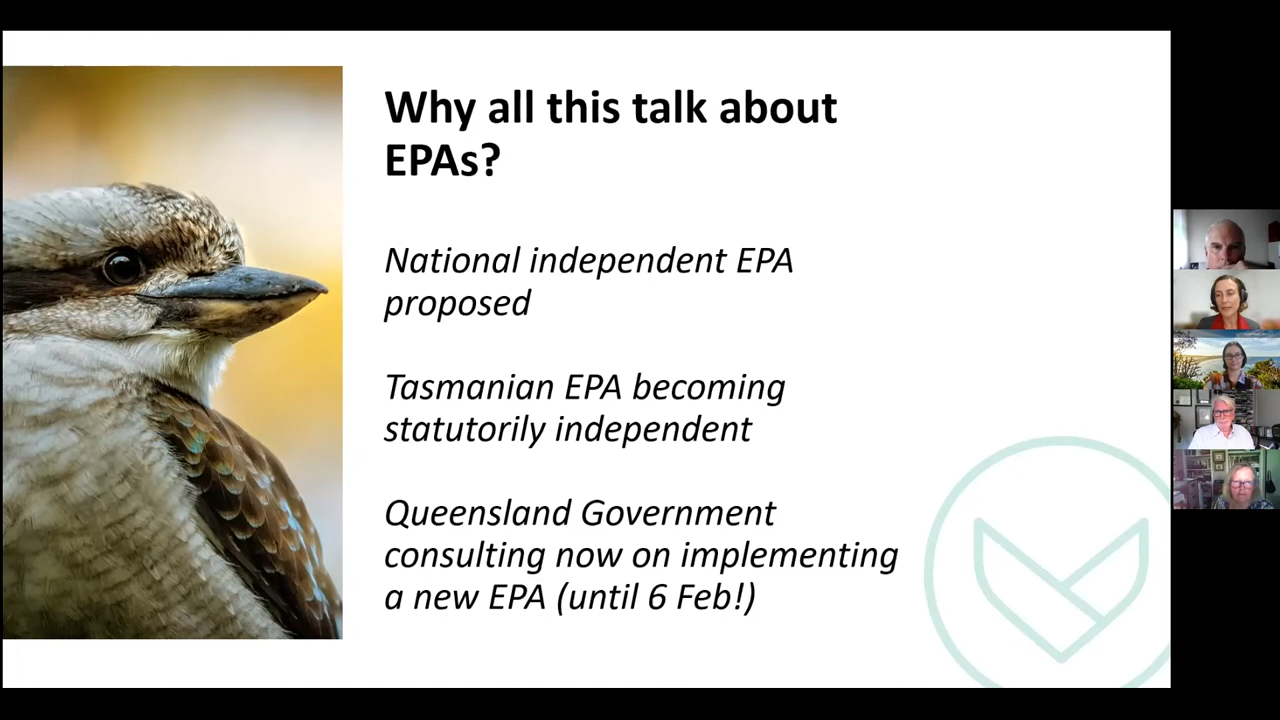 Why all this talk about
EPAs?
National independent EPA
proposed
Tasmanian EPA becoming
statutorily independent
Queensland Government
consulting now on implementing
a new EPA (until 6 Feb!)